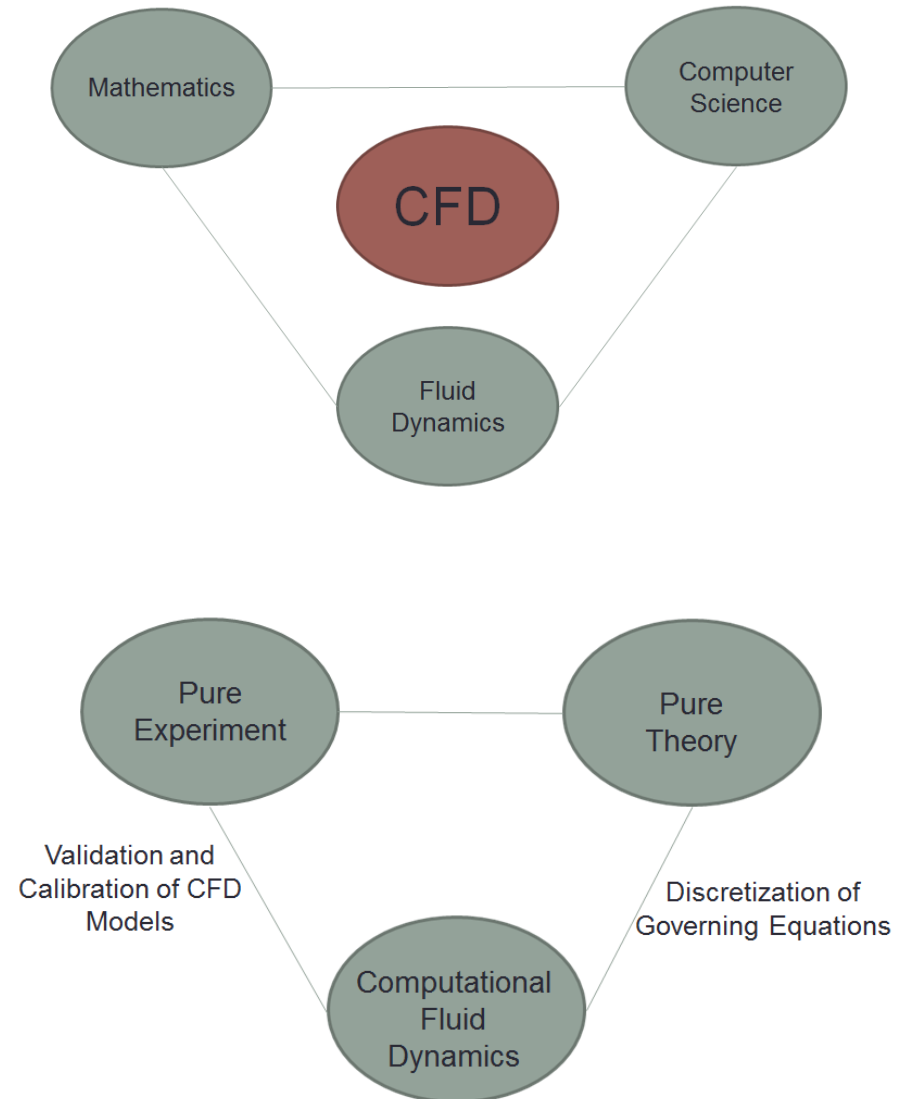 Mathematics
Computer
Science
CFD
Fluid
Dynamics
Pure
Experiment
Pure
Theory
Validation and
Calibration of CFD
Models
Discretization of
Governing Equations
Computational
Fluid
Dynamics